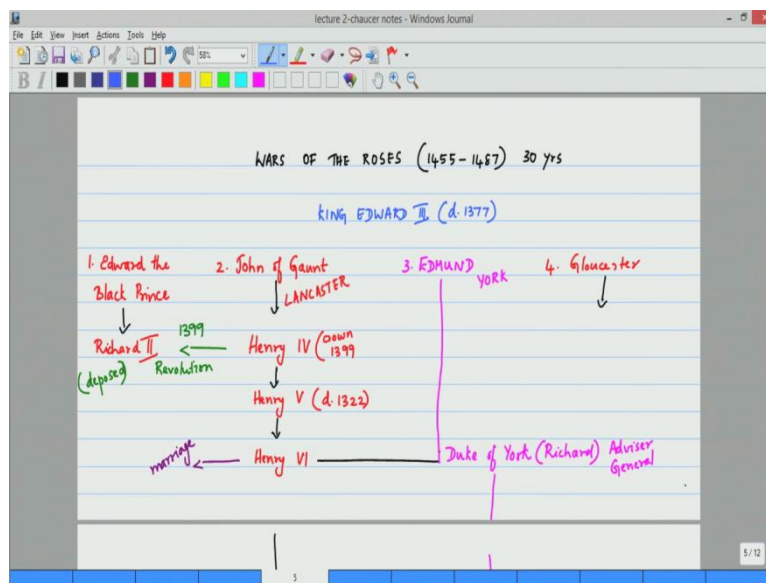 lecture 2-chaucer notes - Windows Journal
File Edit View Insert Actions Tools Help
50%
B I
WARS OF THE ROSES (1455-1487) 30 yrs
KING EDWARD III (d. 1377)
1. Edward the Black Prince
2. John of Gaunt
LANCASTER
3. EDMUND
YORK
4. Gloucester
1399
Richard II
(deposed)
Revolution
Henry IV (Down
1399
Henry V (d. 1322)
marriage
Henry VI
Duke of York (Richard) Adviser
General
5/12
5